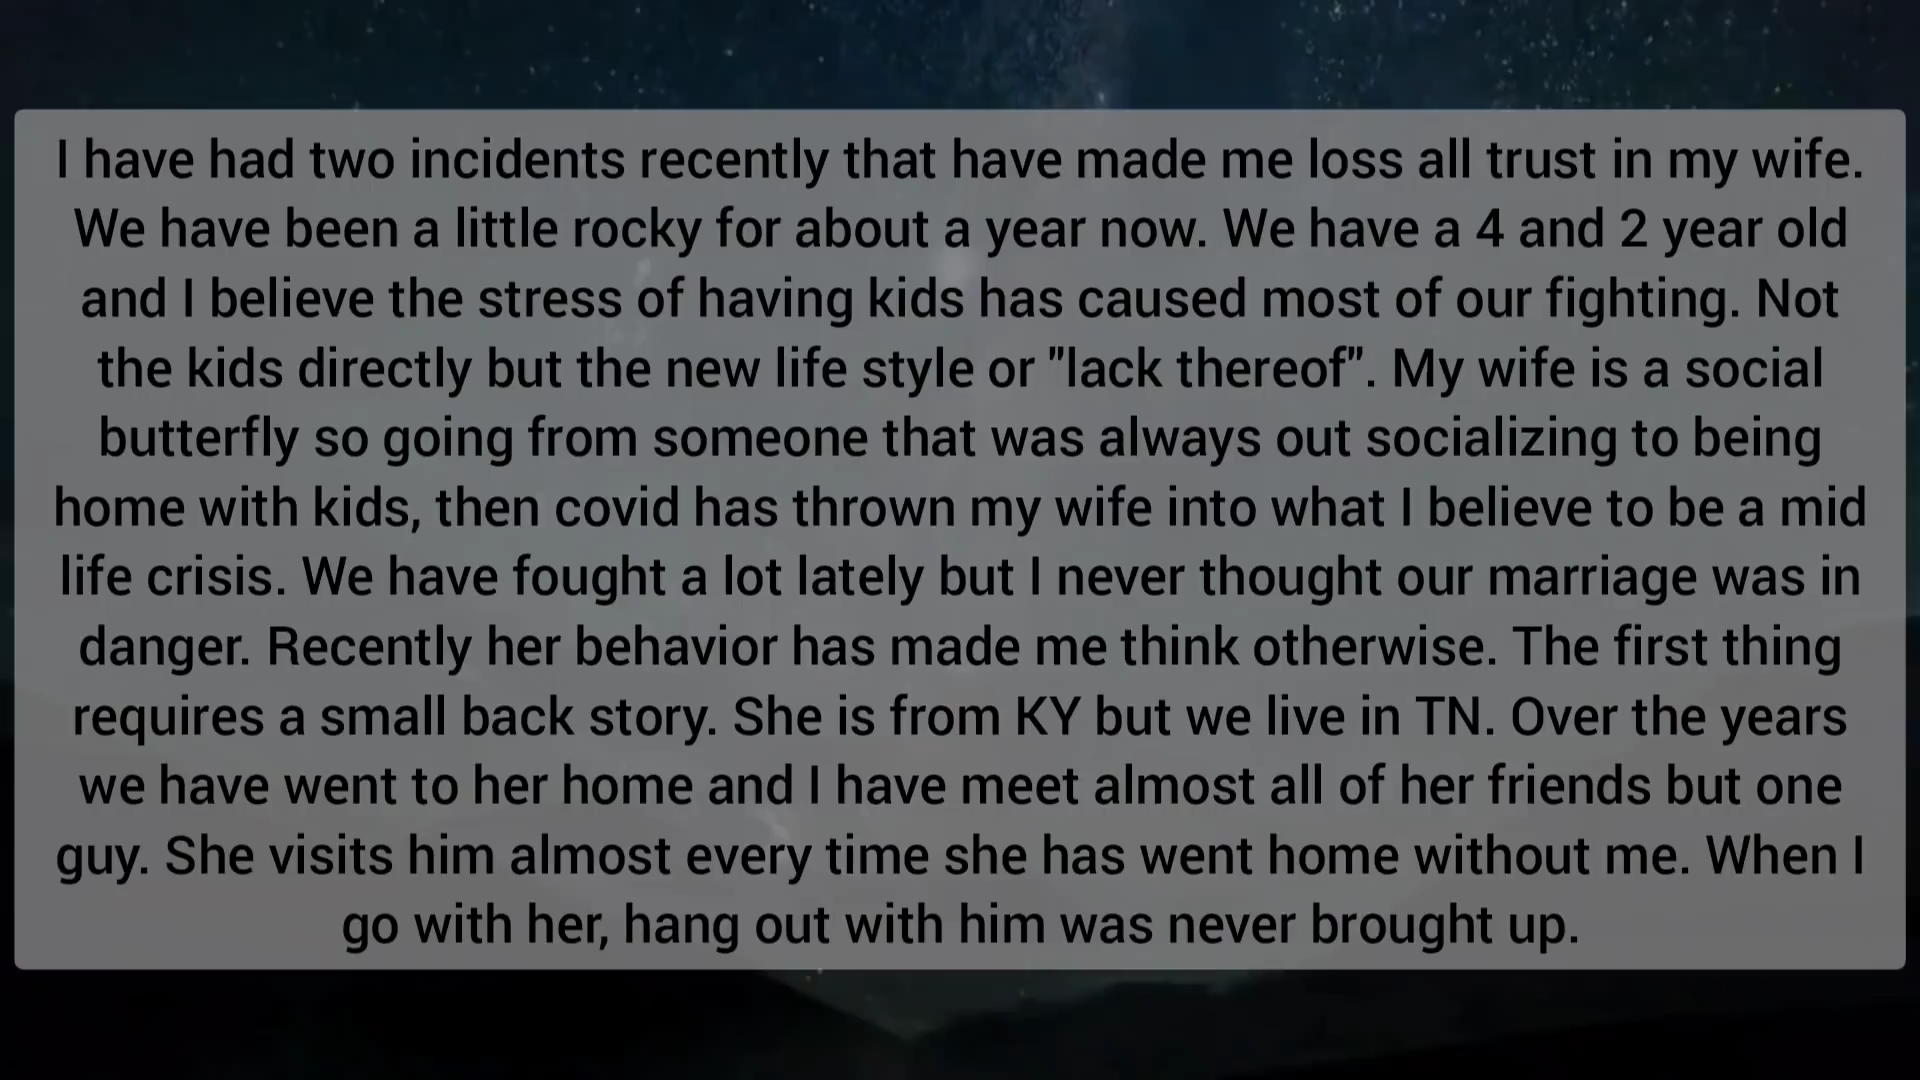 I have had two incidents recently that have made me loss all trust in my wife.
We have been a little rocky for about a year now. We have a 4 and 2 year old
and I believe the stress of having kids has caused most of our fighting. Not
the kids directly but the new life style or "lack thereof". My wife is a social
butterfly so going from someone that was always out socializing to being
home with kids, then covid has thrown my wife into what I believe to be a mid
life crisis. We have fought a lot lately but I never thought our marriage was in
danger. Recently her behavior has made me think otherwise. The first thing
requires a small back story. She is from KY but we live in TN. Over the years
we have went to her home and I have meet almost all of her friends but one
guy. She visits him almost every time she has went home without me. When I
go with her, hang out with him was never brought up.